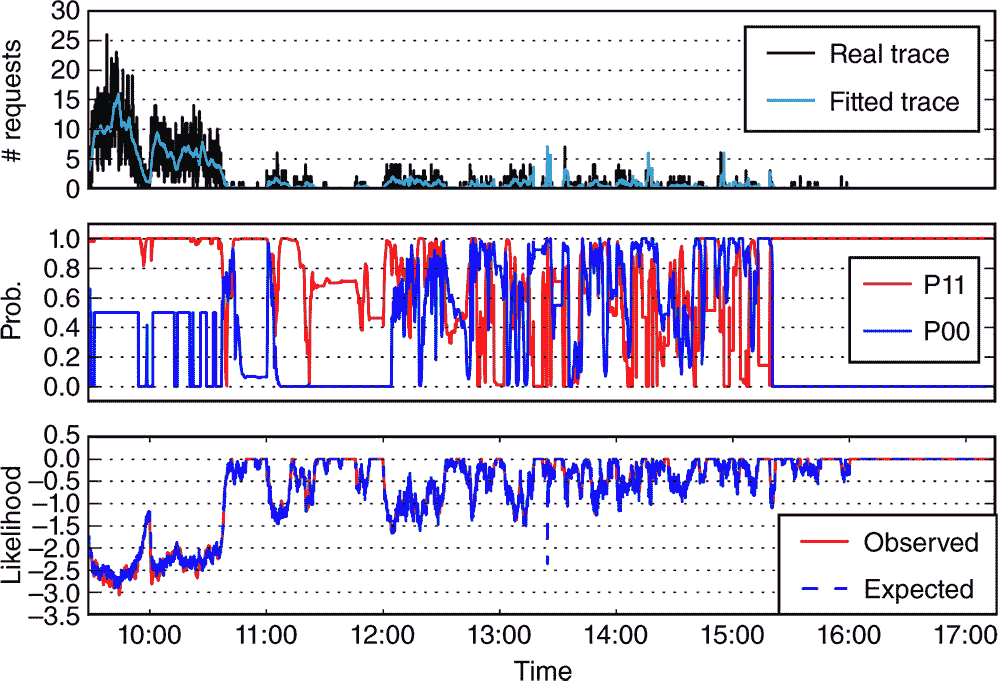 30
25
20
15
10
5
0
# requests
Real trace
Fitted trace
1.0
0.8
0.6
0.4
0.2
0.0
Prob.
P11
P00
0.5
0.0
−0.5
−1.0
−1.5
−2.0
−2.5
−3.0
−3.5
Likelihood
Observed
Expected
10:00 11:00 12:00 13:00 14:00 15:00 16:00 17:00
Time